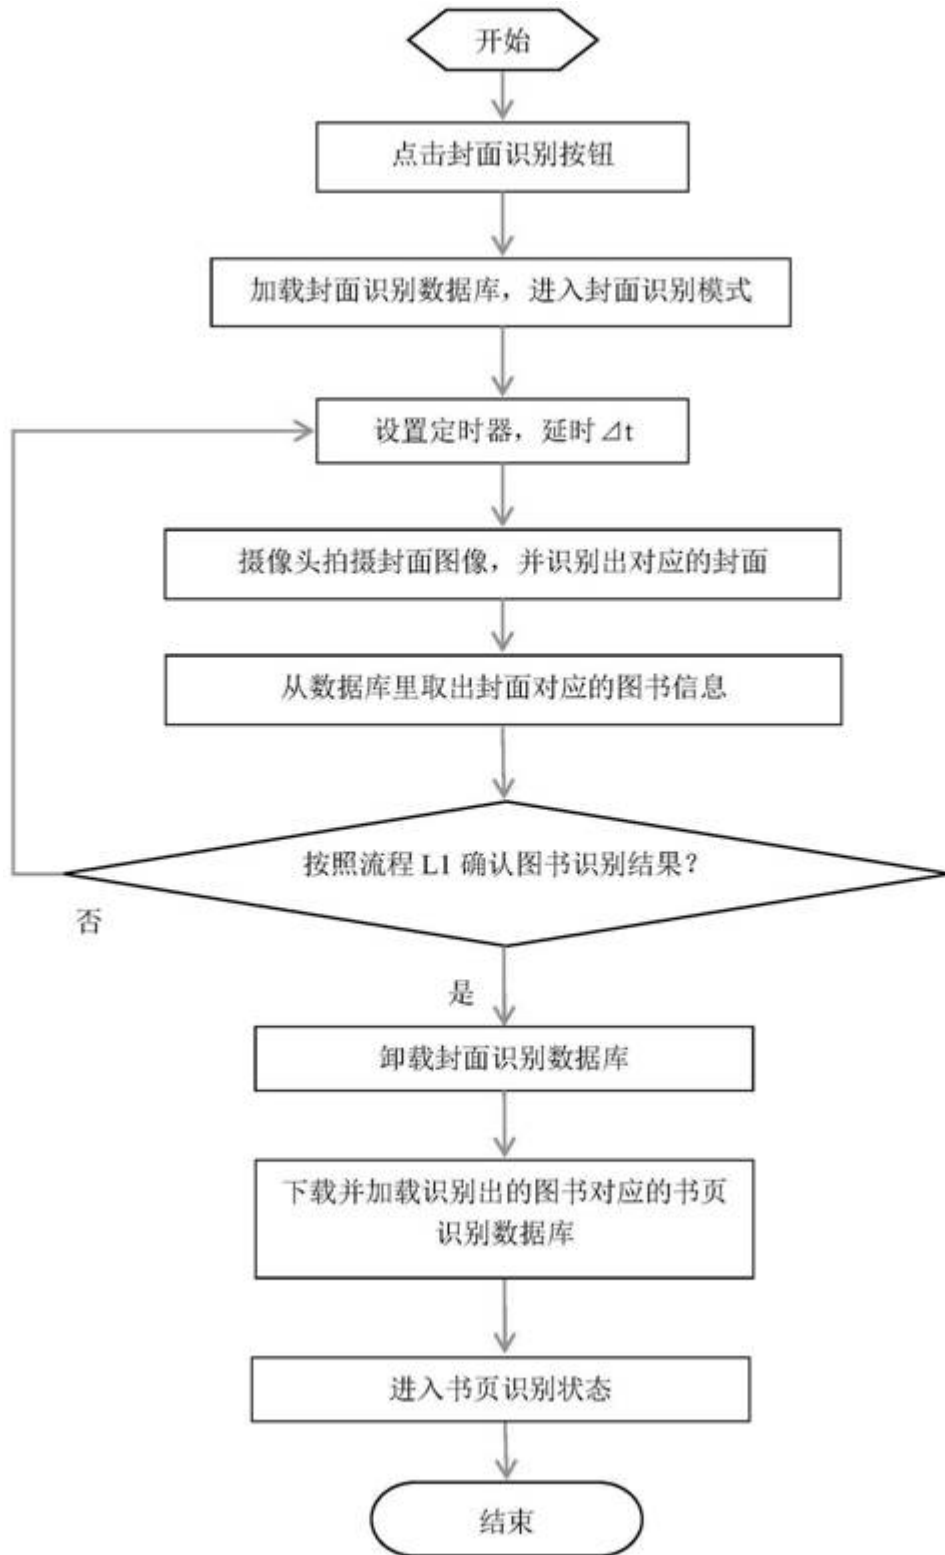 开始
点击封面识别按钮
加载封面识别数据库，进入封面识别模式
设置定时器，延时⊿t
摄像头拍摄封面图像，并识别出对应的封面
从数据库里取出封面对应的图书信息
按照流程 L1 确认图书识别结果？
否
是
卸载封面识别数据库
下载并加载识别出的图书对应的书页
识别数据库
进入书页识别状态
结束